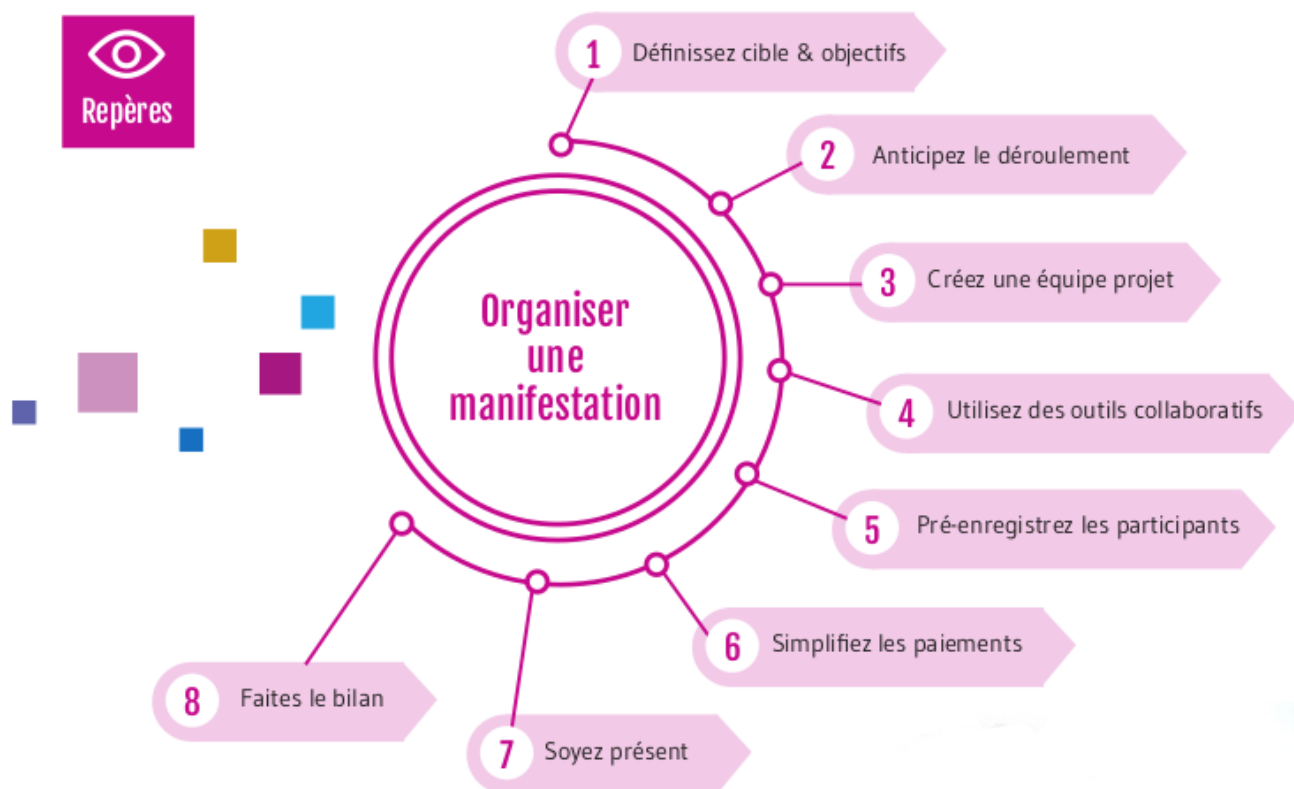 Repères
Organiser
une
manifestation
1 Définissez cible & objectifs
2 Anticipez le déroulement
3 Créez une équipe projet
4 Utilisez des outils collaboratifs
5 Pré-enregistrez les participants
6 Simplifiez les paiements
7 Soyez présent
8 Faites le bilan